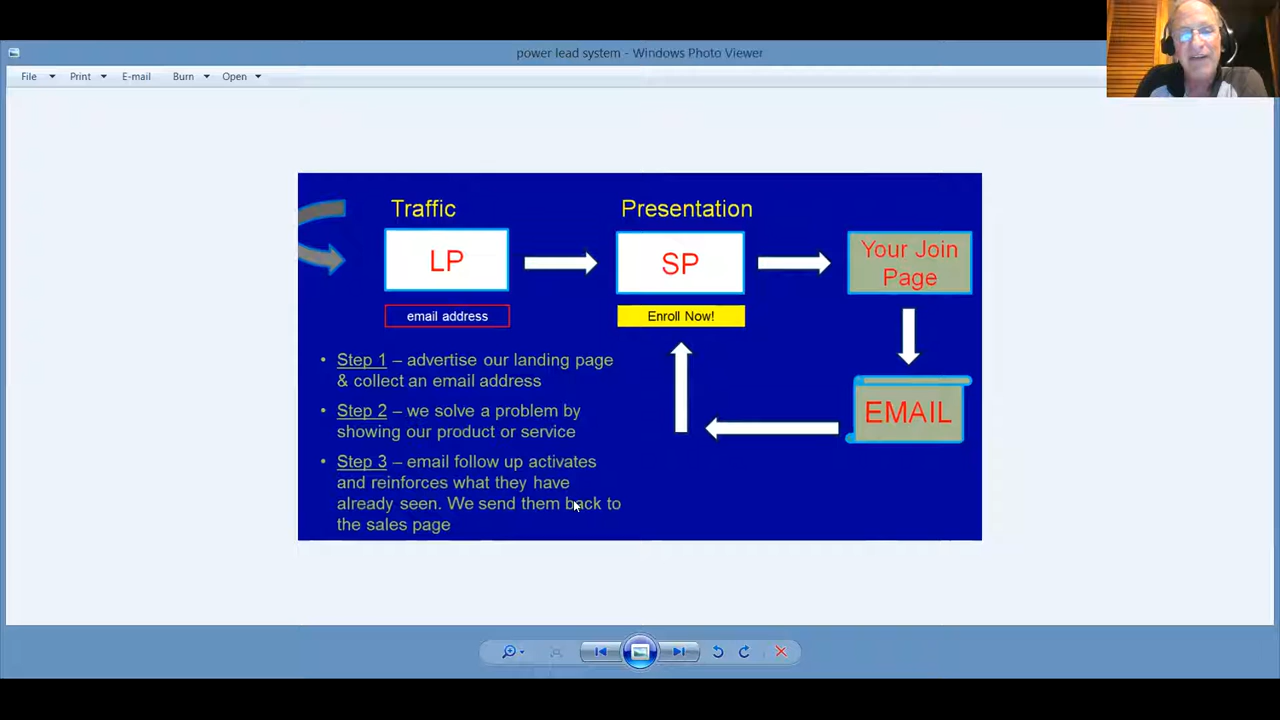 power lead system - Windows Photo Viewer
File Print E-mail Burn Open
Traffic
Presentation
LP
SP
Your Join
Page
email address
Enroll Now!
• Step 1 – advertise our landing page
& collect an email address
• Step 2 – we solve a problem by
showing our product or service
• Step 3 – email follow up activates
and reinforces what they have
already seen. We send them back to
the sales page
EMAIL